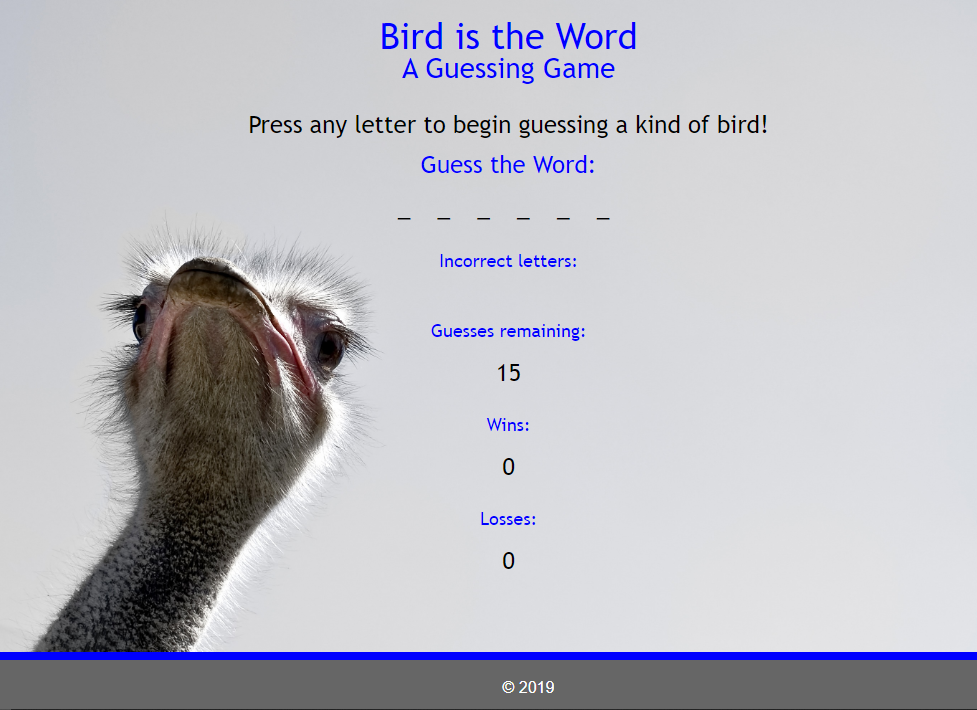 Bird is the Word
A Guessing Game
Press any letter to begin guessing a kind of bird!
Guess the Word:
_ _ _ _ _ _
Incorrect letters:
Guesses remaining:
15
Wins:
0
Losses:
0
© 2019